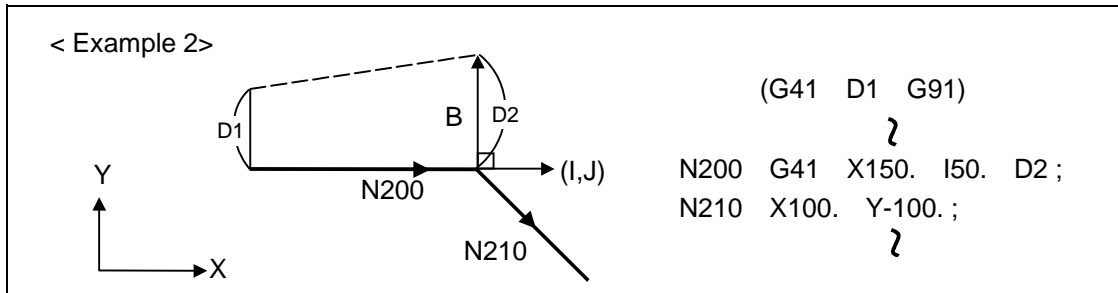 < Example 2>
(G41 D1 G91)
D1
B
D2
(I,J)
N200 G41 X150. I50. D2 ;
Y
N200
N210 X100. Y-100. ;
N210
X